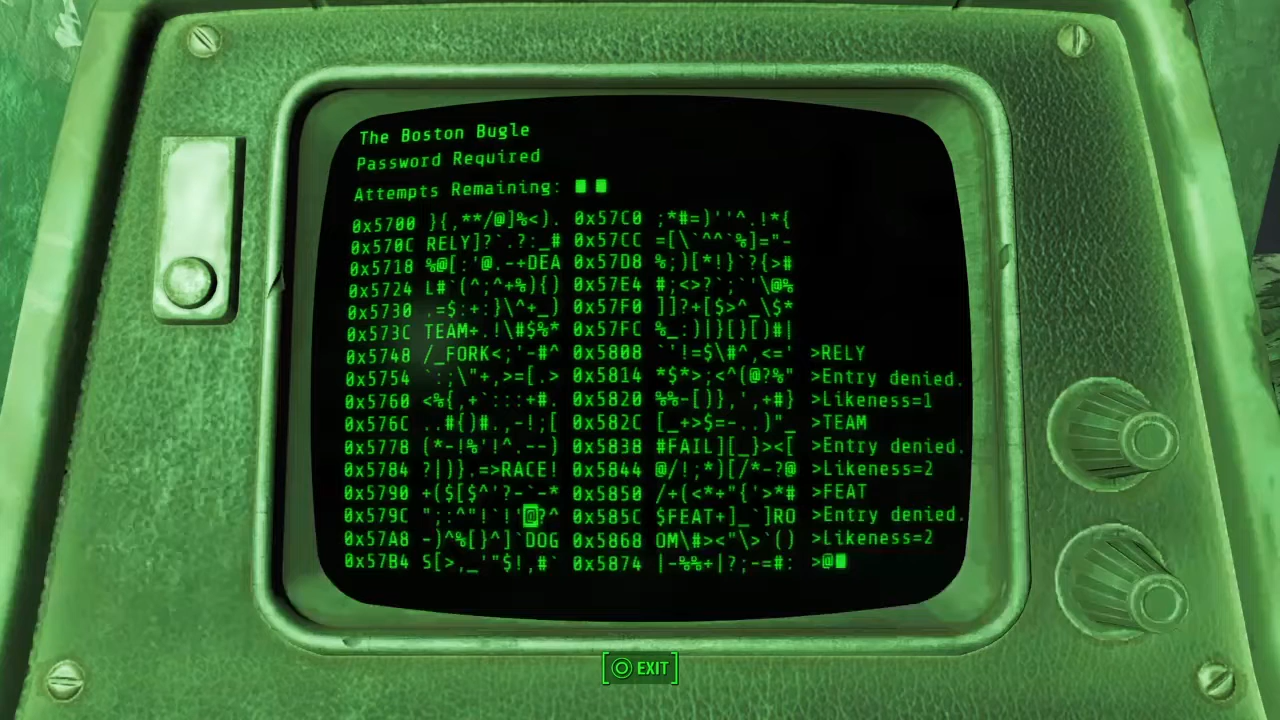 The Boston Bugle
Password Required
Attempts Remaining: ■ ■
0x5700 }{,**/@]%<). 0x57C0 ;*#=)''^.!*{
0x570C RELY]?`.?:_# 0x57CC =[\`^^`%]="-
0x5718 %@[:'@.-+DEA 0x57D8 %;)[*!}`?{>#
0x5724 L#`(^;^+%){) 0x57E4 #;<>?`;`'\@%
0x5730 .=$:+:}\^+_) 0x57F0 ]]?+[$>^_\$*
0x573C TEAM+.!\#$%* 0x57FC %_:)|}[}[)#|
0x5748 /_FORK<;'-#^ 0x5808 `'!=$\#^,<=' >RELY
0x5754 `:;\"+,>=[.> 0x5814 *$*>;<^(@?%" >Entry denied.
0x5760 <%{,+`:::+#. 0x5820 %%-[)},',+#} >Likeness=1
0x576C ..#{)#.,-!;[ 0x582C [_+>$=-..)"_ >TEAM
0x5778 (*-!%'!^.--) 0x5838 #FAIL][_}><[ >Entry denied.
0x5784 ?|)}.=>RACE! 0x5844 @/!;*)[/*-?@ >Likeness=2
0x5790 +($[$^'?-`-* 0x5850 /+(<*+"{'>*# >FEAT
0x579C ";:^"!`!'@?^ 0x585C $FEAT+]_`]RO >Entry denied.
0x57A8 -)^%[}^]`DOG 0x5868 OM\#><"\>`() >Likeness=2
0x57B4 S[>,_'"$!,#` 0x5874 |-%%+|?;-=#: >@■
EXIT